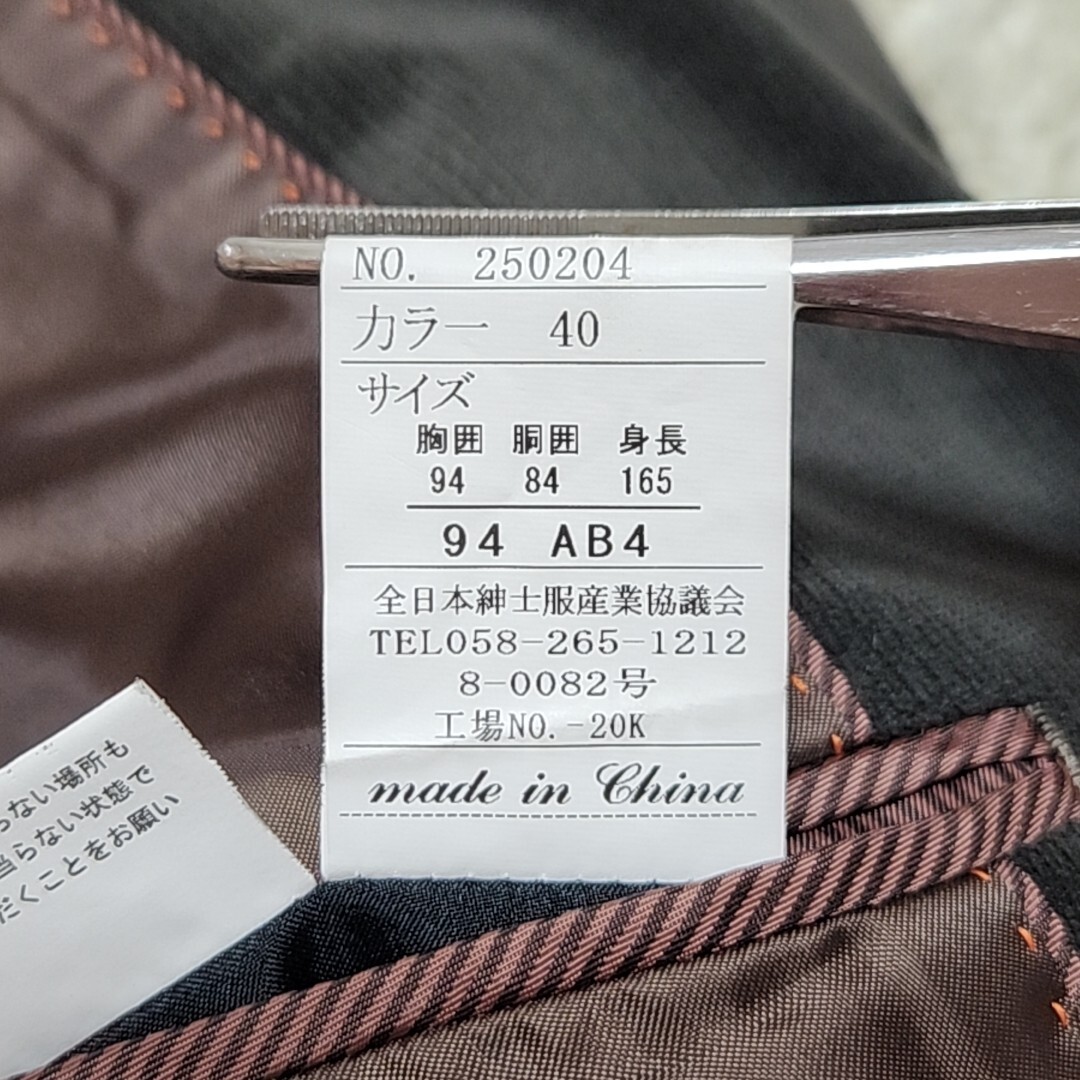 NO. 250204
カラー 40
サイズ
胸囲 胴囲 身長
94 84 165
94 AB4
全日本紳士服産業協議会
TEL058-265-1212
8-0082号
工場NO.-20K
made in China
らない場所も
当らない状態で
だくことをお願い